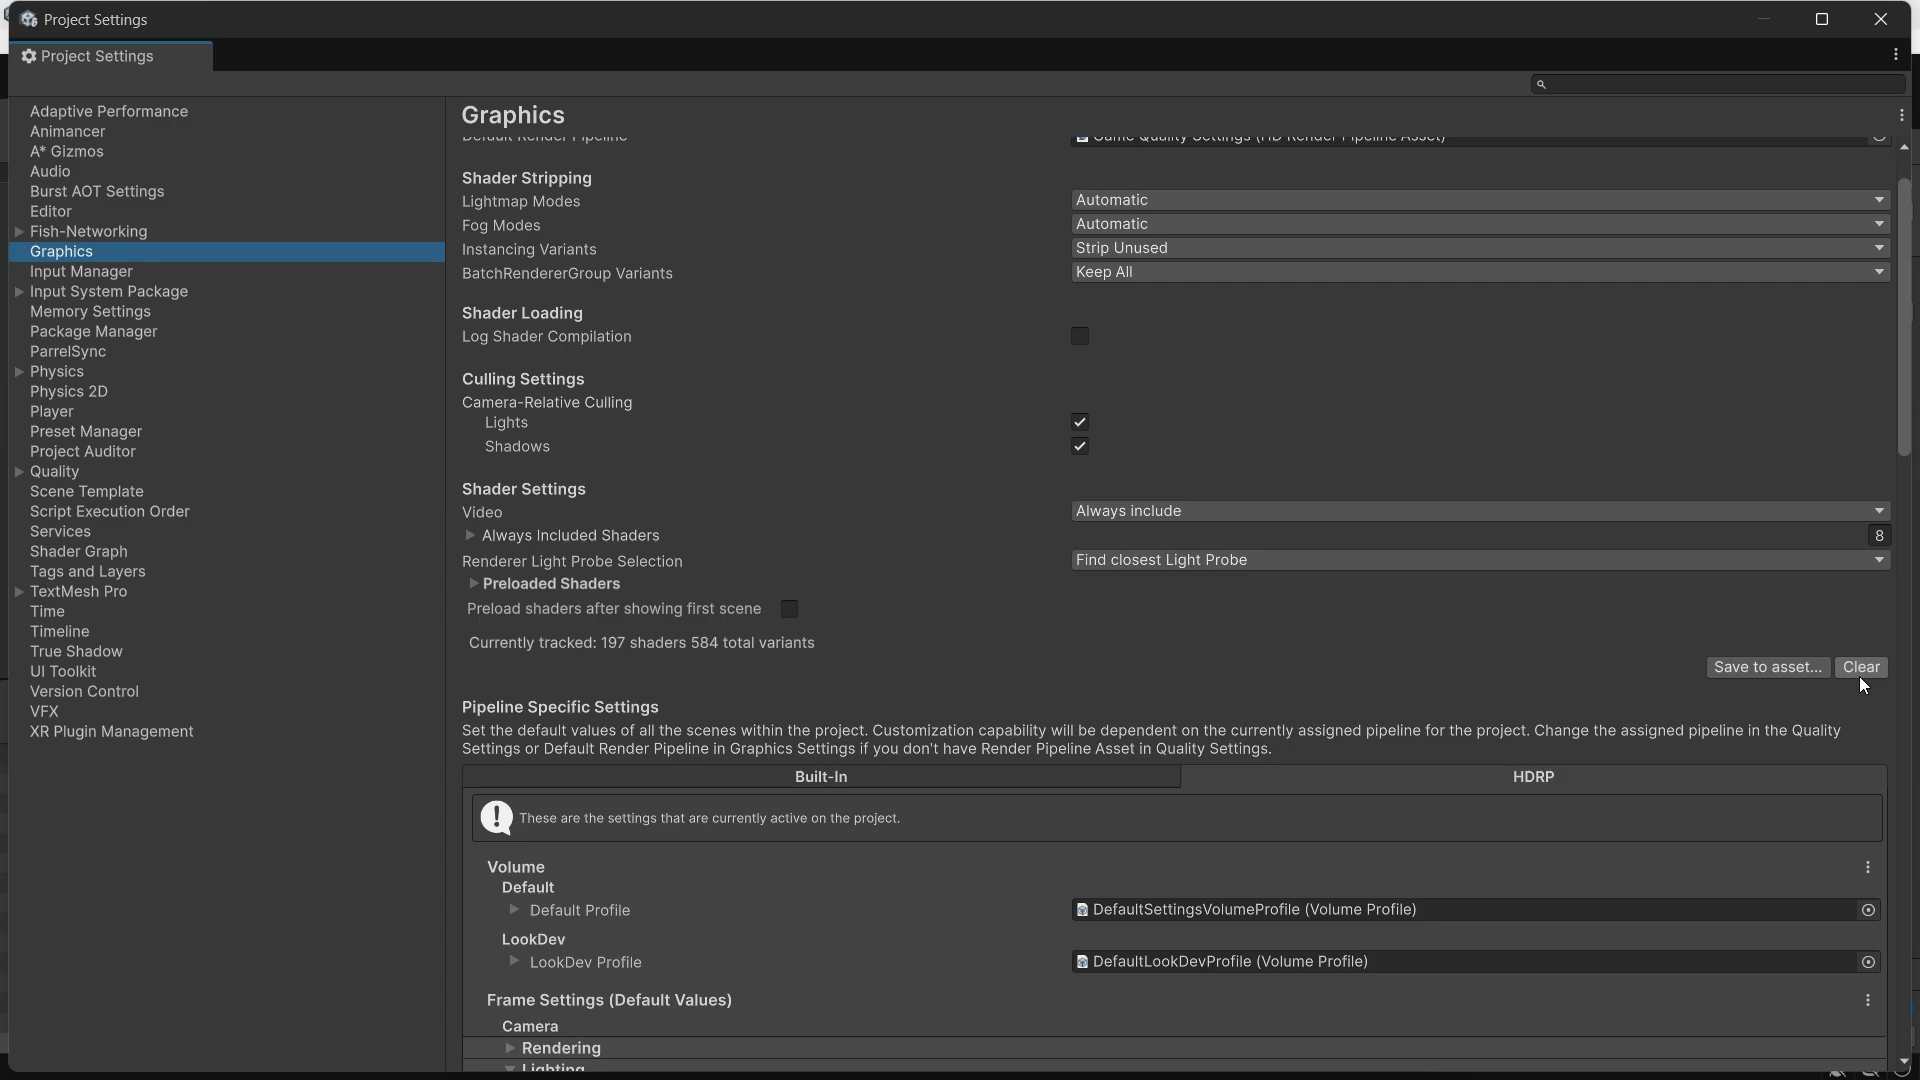 Project Settings
Project Settings
Adaptive Performance
Animancer
A* Gizmos
Audio
Burst AOT Settings
Editor
Fish-Networking
Graphics
Input Manager
Input System Package
Memory Settings
Package Manager
ParrelSync
Physics
Physics 2D
Player
Preset Manager
Project Auditor
Quality
Scene Template
Script Execution Order
Services
Shader Graph
Tags and Layers
TextMesh Pro
Time
Timeline
True Shadow
UI Toolkit
Version Control
VFX
XR Plugin Management
Graphics
Default Render Pipeline Game Quality Settings (HD Render Pipeline Asset)
Shader Stripping
Lightmap Modes Automatic
Fog Modes Automatic
Instancing Variants Strip Unused
BatchRendererGroup Variants Keep All
Shader Loading
Log Shader Compilation
Culling Settings
Camera-Relative Culling
Lights
Shadows
Shader Settings
Video Always include
Always Included Shaders 8
Renderer Light Probe Selection Find closest Light Probe
Preloaded Shaders
Preload shaders after showing first scene
Currently tracked: 197 shaders 584 total variants
Save to asset... Clear
Pipeline Specific Settings
Set the default values of all the scenes within the project. Customization capability will be dependent on the currently assigned pipeline for the project. Change the assigned pipeline in the Quality
Settings or Default Render Pipeline in Graphics Settings if you don't have Render Pipeline Asset in Quality Settings.
Built-In HDRP
These are the settings that are currently active on the project.
Volume
Default
Default Profile DefaultSettingsVolumeProfile (Volume Profile)
LookDev
LookDev Profile DefaultLookDevProfile (Volume Profile)
Frame Settings (Default Values)
Camera
Rendering
Lighting